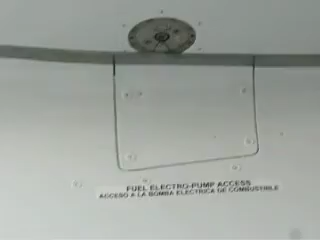 FUEL ELECTRO-PUMP ACCESS
ACCESO A LA BOMBA ELECTRICA DE COMBUSTIBLE